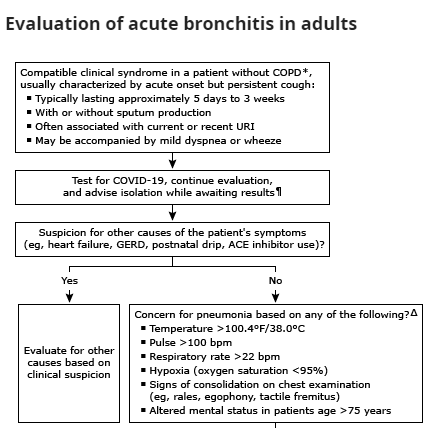 Evaluation of acute bronchitis in adults
Compatible clinical syndrome in a patient without COPD*,
usually characterized by acute onset but persistent cough:
▪ Typically lasting approximately 5 days to 3 weeks
▪ With or without sputum production
▪ Often associated with current or recent URI
▪ May be accompanied by mild dyspnea or wheeze
Test for COVID-19, continue evaluation,
and advise isolation while awaiting results¶
Suspicion for other causes of the patient's symptoms
(eg, heart failure, GERD, postnatal drip, ACE inhibitor use)?
Yes
No
Evaluate for other
causes based on
clinical suspicion
Concern for pneumonia based on any of the following?Δ
▪ Temperature >100.4°F/38.0°C
▪ Pulse >100 bpm
▪ Respiratory rate >22 bpm
▪ Hypoxia (oxygen saturation <95%)
▪ Signs of consolidation on chest examination
(eg, rales, egophony, tactile fremitus)
▪ Altered mental status in patients age >75 years